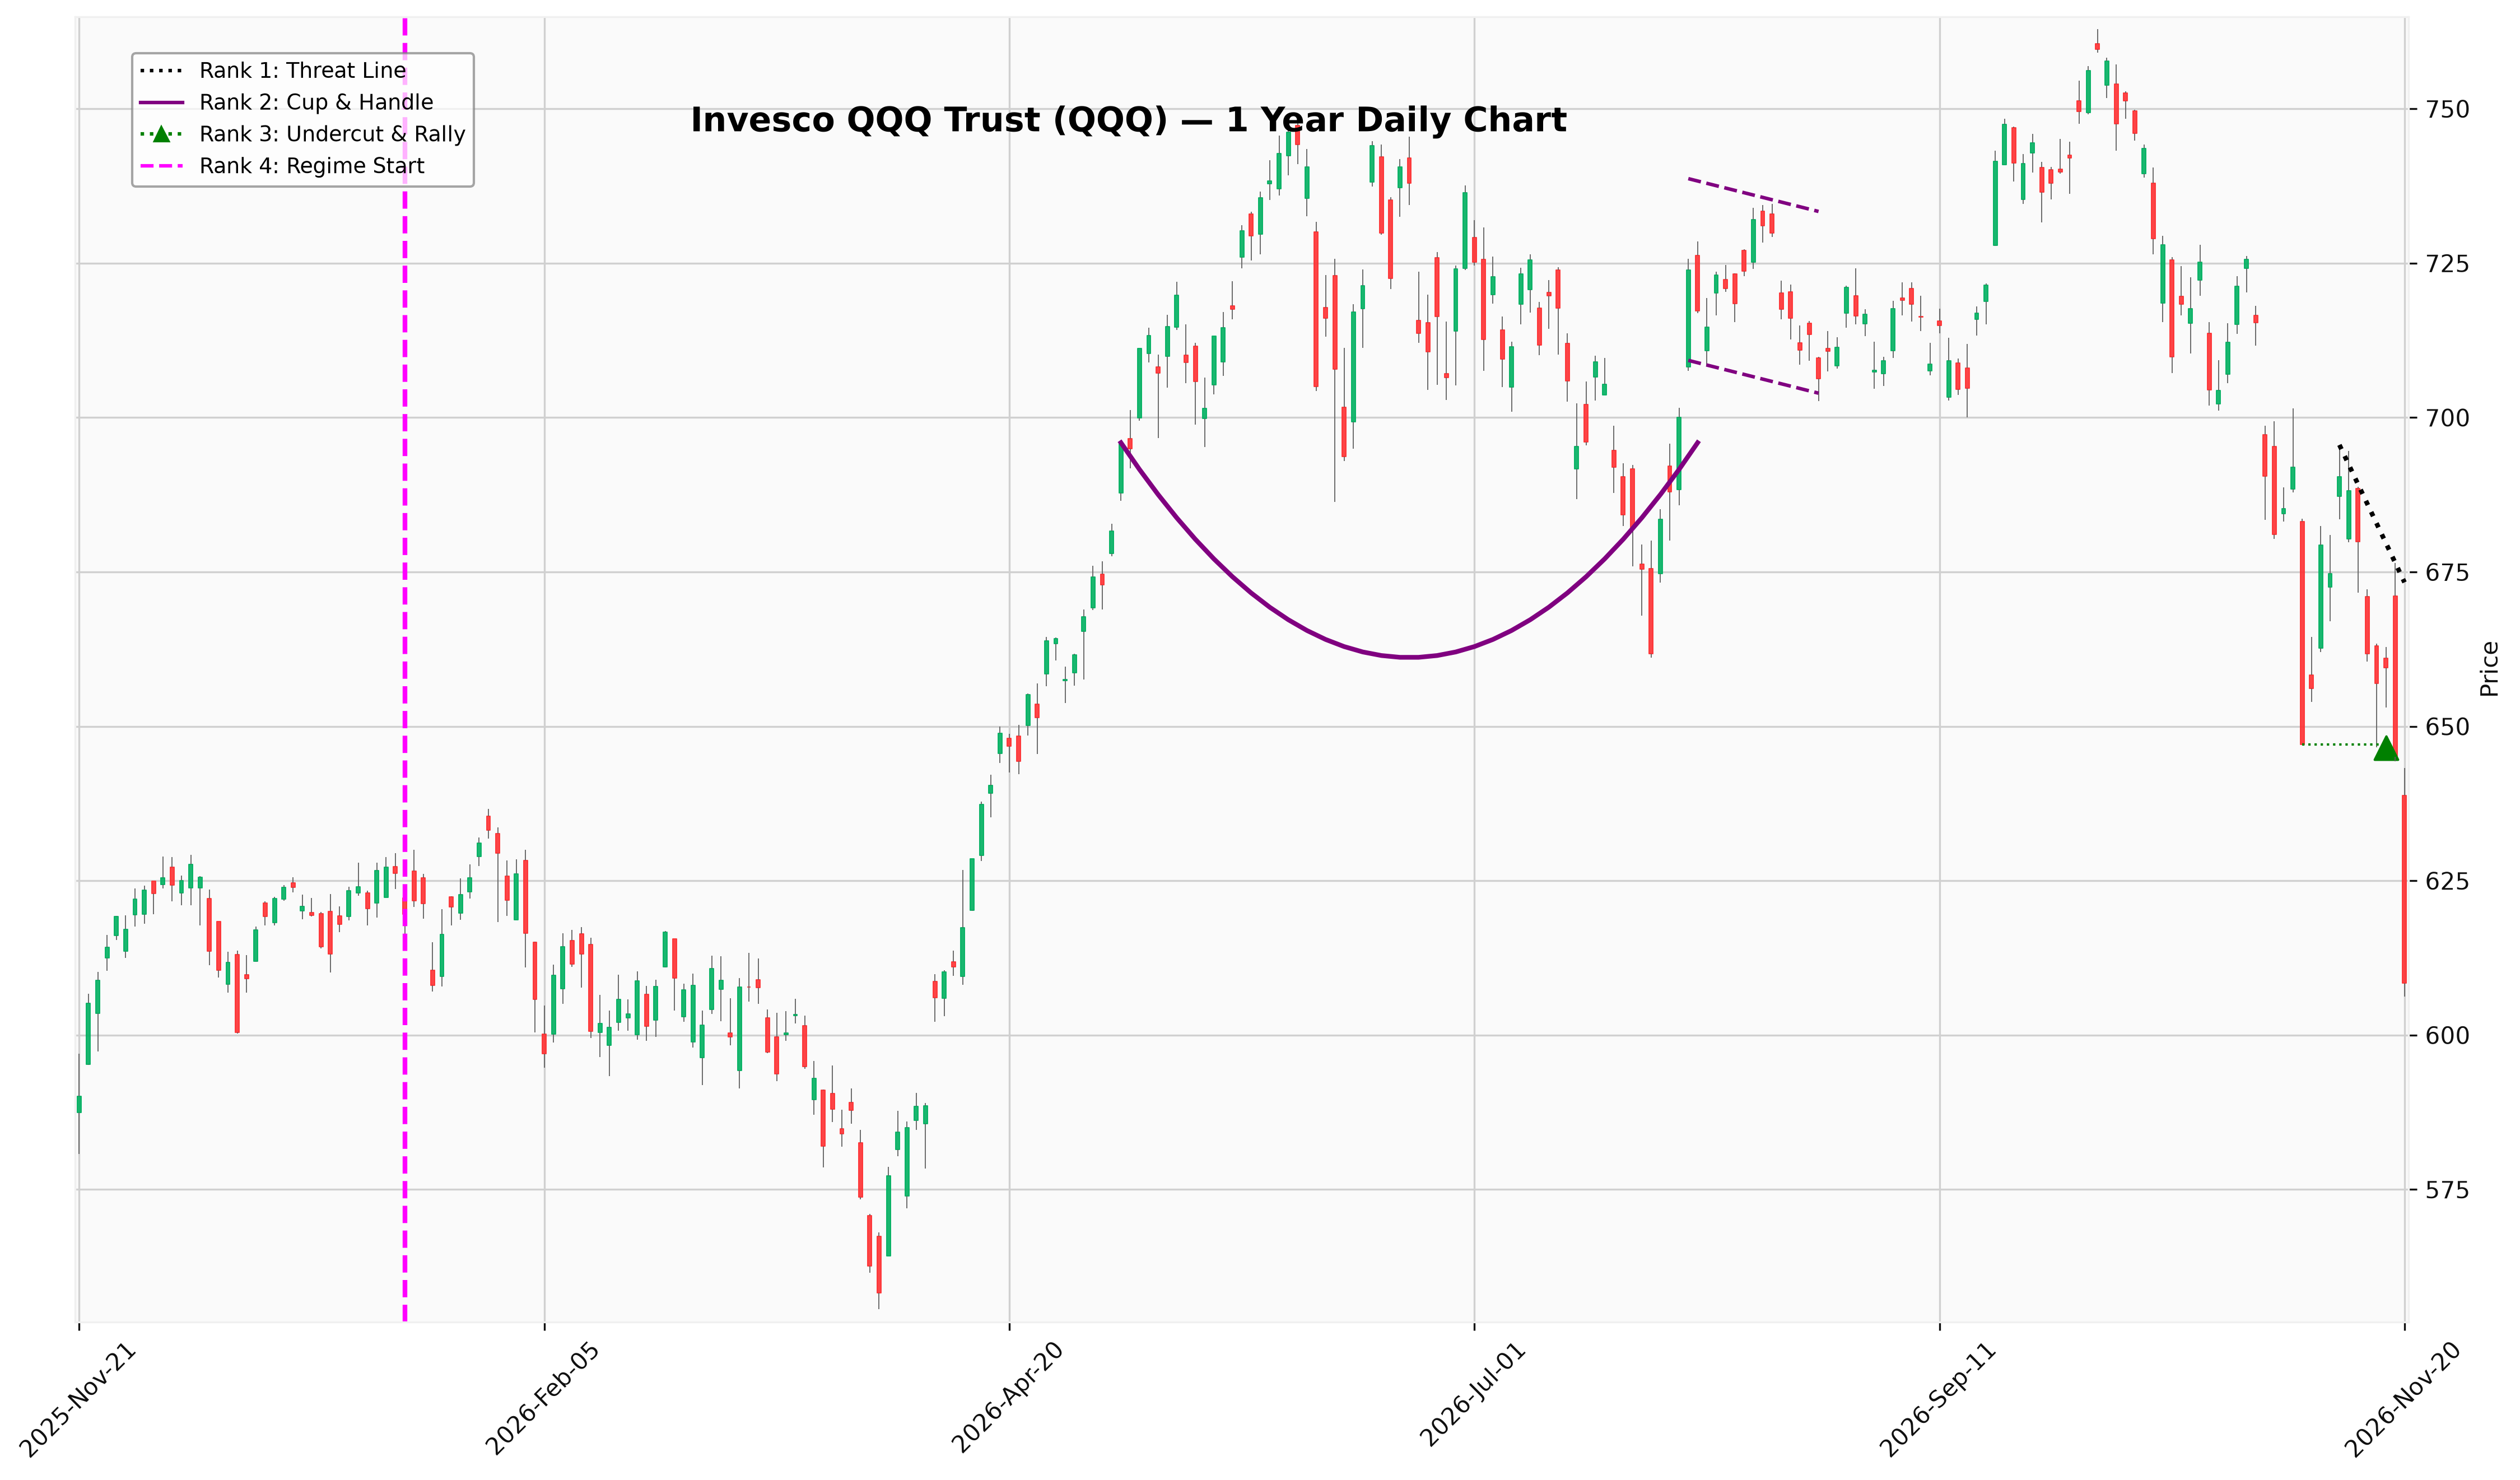 Rank 1: Threat Line
Rank 2: Cup & Handle
Rank 3: Undercut & Rally
Rank 4: Regime Start
Invesco QQQ Trust (QQQ) — 1 Year Daily Chart
750
725
700
675
650
625
600
575
Price
2025-Nov-21
2026-Feb-05
2026-Apr-20
2026-Jul-01
2026-Sep-11
2026-Nov-20